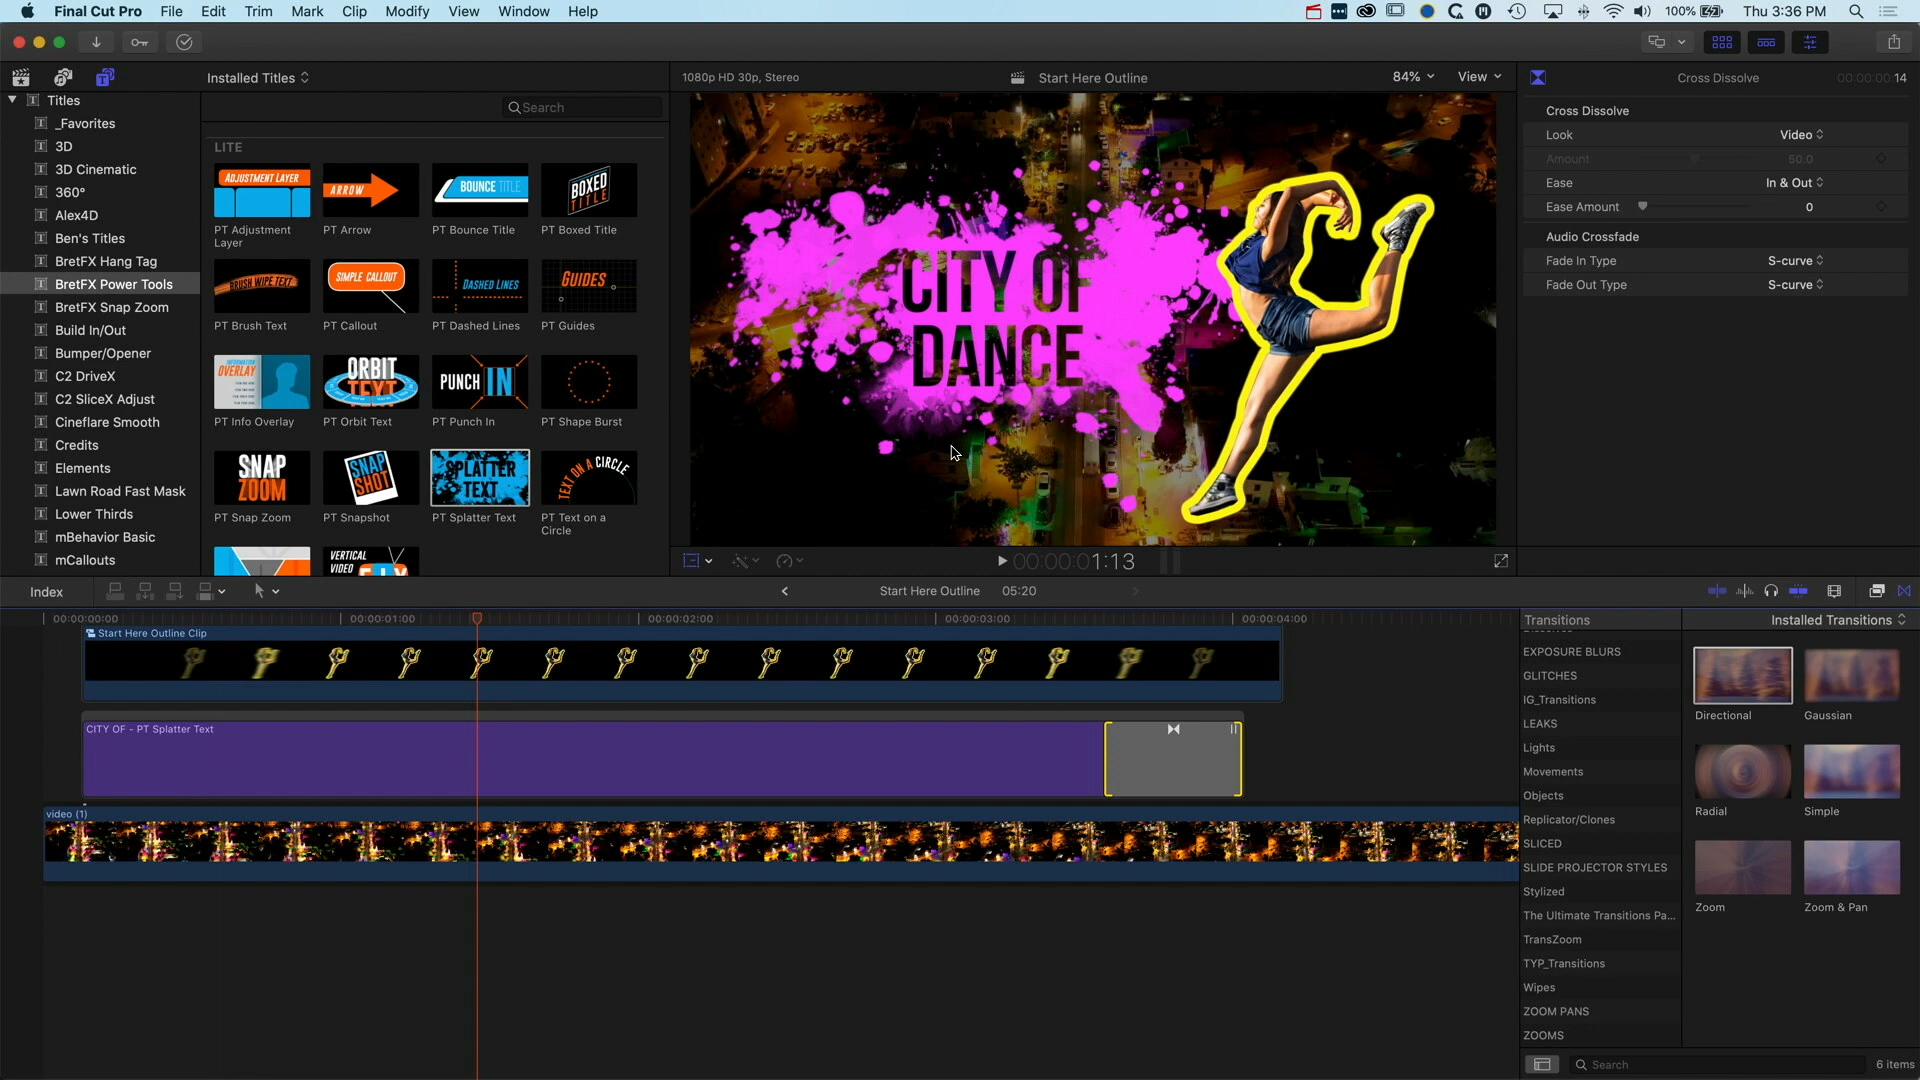 Final Cut Pro File Edit Trim Mark Clip Modify View Window Help
100% Thu 3:36 PM
Installed Titles
1080p HD 30p, Stereo
Start Here Outline
84%
View
Cross Dissolve
00:00:00:14
Titles
_Favorites
3D
3D Cinematic
360°
Alex4D
Ben's Titles
BretFX Hang Tag
BretFX Power Tools
BretFX Snap Zoom
Build In/Out
Bumper/Opener
C2 DriveX
C2 SliceX Adjust
Cineflare Smooth
Credits
Elements
Lawn Road Fast Mask
Lower Thirds
mBehavior Basic
mCallouts
Search
LITE
ADJUSTMENT LAYER
ARROW
BOUNCE TITLE
BOXED TITLE
PT Adjustment Layer
PT Arrow
PT Bounce Title
PT Boxed Title
BRUSH WIPE TEXT
SIMPLE CALLOUT
DASHED LINES
GUIDES
PT Brush Text
PT Callout
PT Dashed Lines
PT Guides
INFORMATION
OVERLAY
ORBIT
TEXT
PUNCH IN
PT Info Overlay
PT Orbit Text
PT Punch In
PT Shape Burst
SNAP
ZOOM
SNAP
SHOT
SPLATTER
TEXT
TEXT ON A CIRCLE
PT Snap Zoom
PT Snapshot
PT Splatter Text
PT Text on a Circle
VERTICAL
VIDEO
CITY OF
DANCE
Cross Dissolve
Look Video
Amount 50.0
Ease In & Out
Ease Amount 0
Audio Crossfade
Fade In Type S-curve
Fade Out Type S-curve
00:00:00:01:13
Index
Start Here Outline 05:20
00:00:00:00
00:00:01:00
00:00:02:00
00:00:03:00
00:00:04:00
Start Here Outline Clip
CITY OF - PT Splatter Text
video (1)
Transitions
Installed Transitions
EXPOSURE BLURS
GLITCHES
IG_Transitions
LEAKS
Lights
Movements
Objects
Replicator/Clones
SLICED
SLIDE PROJECTOR STYLES
Stylized
The Ultimate Transitions Pa...
TransZoom
TYP_Transitions
Wipes
ZOOM PANS
ZOOMS
Directional
Gaussian
Radial
Simple
Zoom
Zoom & Pan
Search
6 items